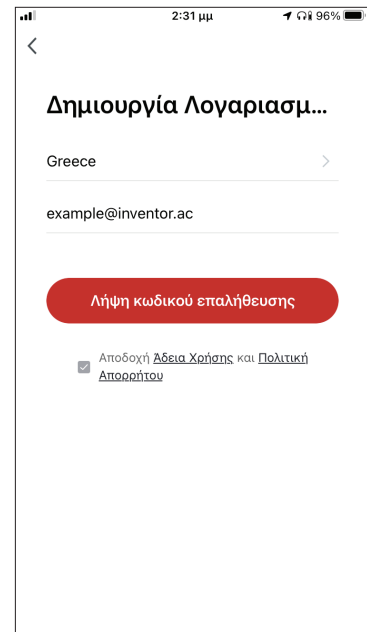 2:31 μμ
96%
Δημιουργία Λογαριασμ...
Greece
example@inventor.ac
Λήψη κωδικού επαλήθευσης
Αποδοχή Άδεια Χρήσης και Πολιτική
Απορρήτου